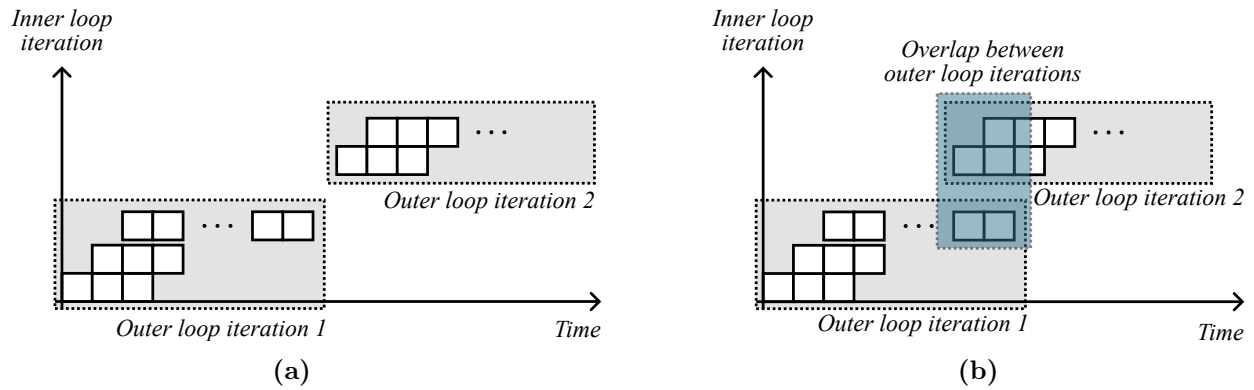 Inner loop
iteration
· · ·
Outer loop iteration 2
· · ·
Outer loop iteration 1
Time
(a)
Inner loop
iteration
Overlap between
outer loop iterations
· · ·
Outer loop iteration 2
· · ·
Outer loop iteration 1
Time
(b)